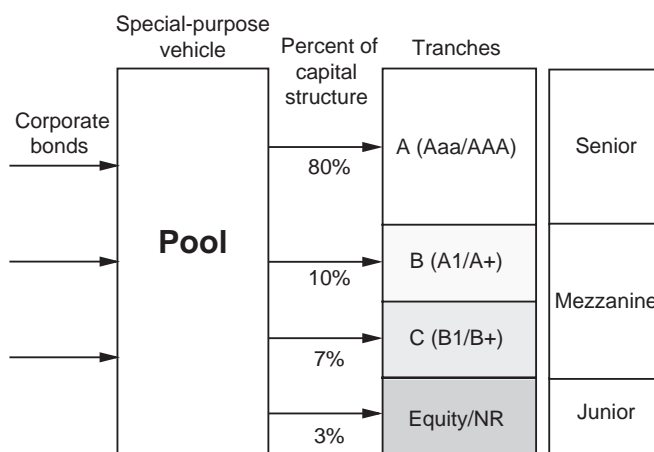 Special-purpose
vehicle
Percent of
capital
structure
Tranches
Corporate
bonds
Pool
80%
A (Aaa/AAA)
Senior
10%
B (A1/A+)
Mezzanine
7%
C (B1/B+)
3%
Equity/NR
Junior